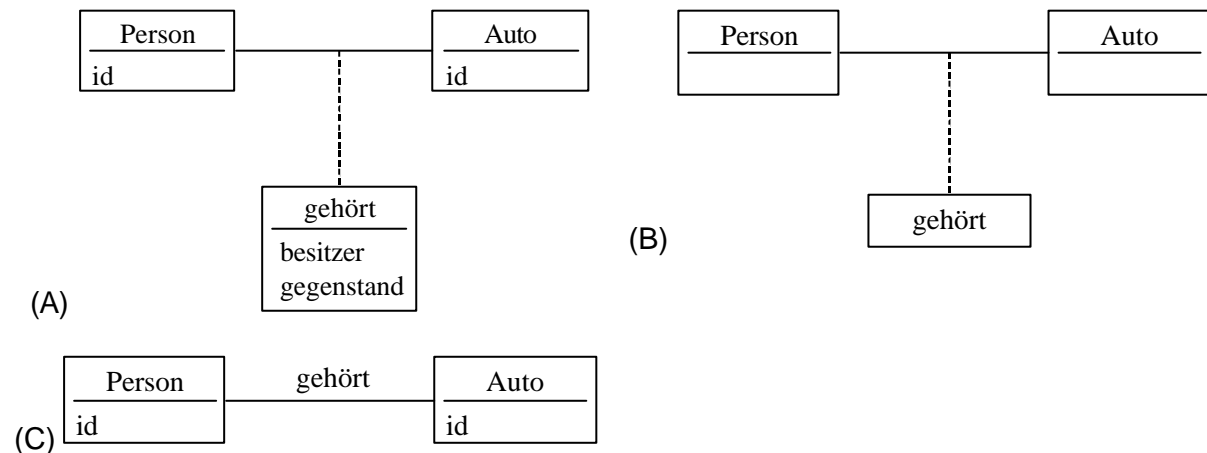 Person
id
Auto
id
gehört
besitzer
gegenstand
(A)
Person
Auto
gehört
(B)
Person
id
gehört
Auto
id
(C)